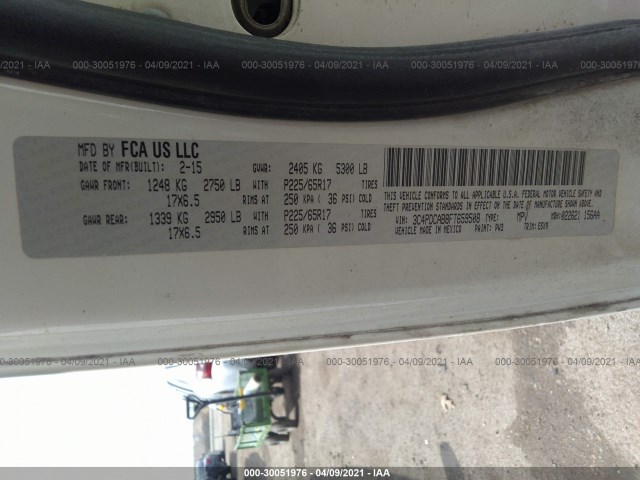 000-30051976 - 04/09/2021 - IAA
MFD BY FCA US LLC
DATE OF MFR(BUILT): 2-15 GVWR: 2405 KG 5300 LB
GAWR FRONT: 1248 KG 2750 LB WITH P225/65R17 TIRES
17X6.5 RIMS AT 250 KPA ( 36 PSI) COLD
GAWR REAR: 1339 KG 2950 LB WITH P225/65R17 TIRES
17X6.5 RIMS AT 250 KPA ( 36 PSI) COLD
THIS VEHICLE CONFORMS TO ALL APPLICABLE U.S.A. FEDERAL MOTOR VEHICLE SAFETY AND
THEFT PREVENTION STANDARDS IN EFFECT ON THE DATE OF MANUFACTURE SHOWN ABOVE.
VIN: TYPE: MPV
VEHICLE MADE IN MEXICO PAINT: PW3 TRIM:
000-30051976 - 04/09/2021 - IAA
000-30051976 - 04/09/2021 - IAA